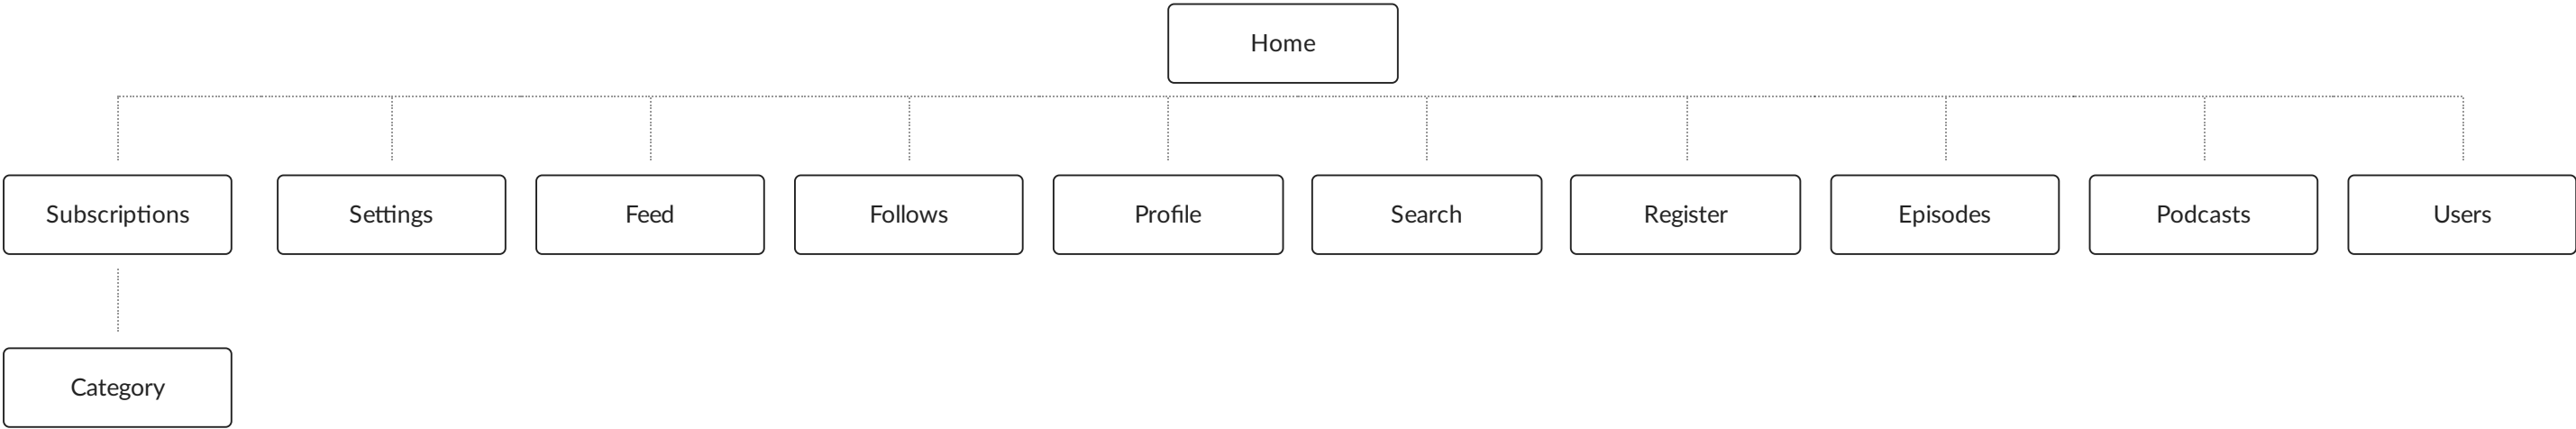 Home
Subscriptions
Settings
Feed
Follows
Profile
Search
Register
Episodes
Podcasts
Users
Category